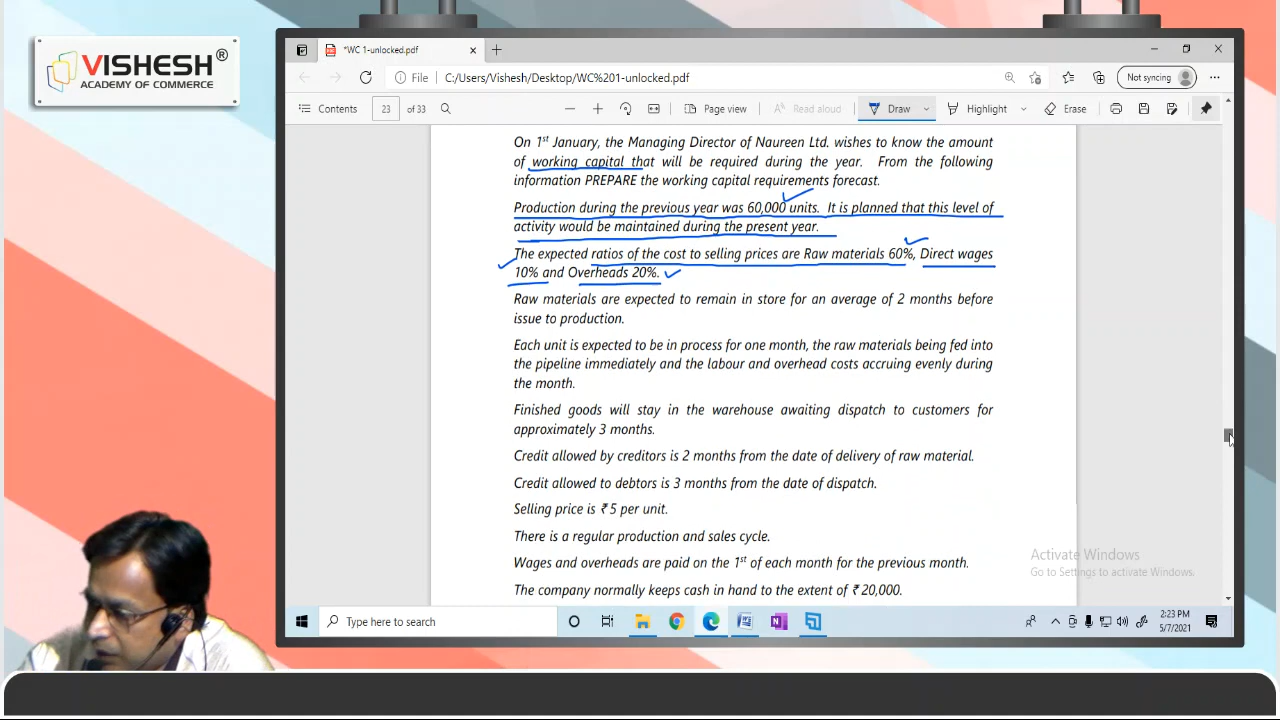 VISHESH®
ACADEMY OF COMMERCE
*WC 1-unlocked.pdf
File C:/Users/Vishesh/Desktop/WC%201-unlocked.pdf
Not syncing
Contents 23 of 33 Page view Read aloud Draw Highlight Erase
On 1st January, the Managing Director of Naureen Ltd. wishes to know the amount
of working capital that will be required during the year. From the following
information PREPARE the working capital requirements forecast.
Production during the previous year was 60,000 units. It is planned that this level of
activity would be maintained during the present year.
The expected ratios of the cost to selling prices are Raw materials 60%, Direct wages
10% and Overheads 20%.
Raw materials are expected to remain in store for an average of 2 months before
issue to production.
Each unit is expected to be in process for one month, the raw materials being fed into
the pipeline immediately and the labour and overhead costs accruing evenly during
the month.
Finished goods will stay in the warehouse awaiting dispatch to customers for
approximately 3 months.
Credit allowed by creditors is 2 months from the date of delivery of raw material.
Credit allowed to debtors is 3 months from the date of dispatch.
Selling price is ₹ 5 per unit.
There is a regular production and sales cycle.
Wages and overheads are paid on the 1st of each month for the previous month.
The company normally keeps cash in hand to the extent of ₹ 20,000.
Activate Windows
Go to Settings to activate Windows.
Type here to search
2:23 PM
5/7/2021